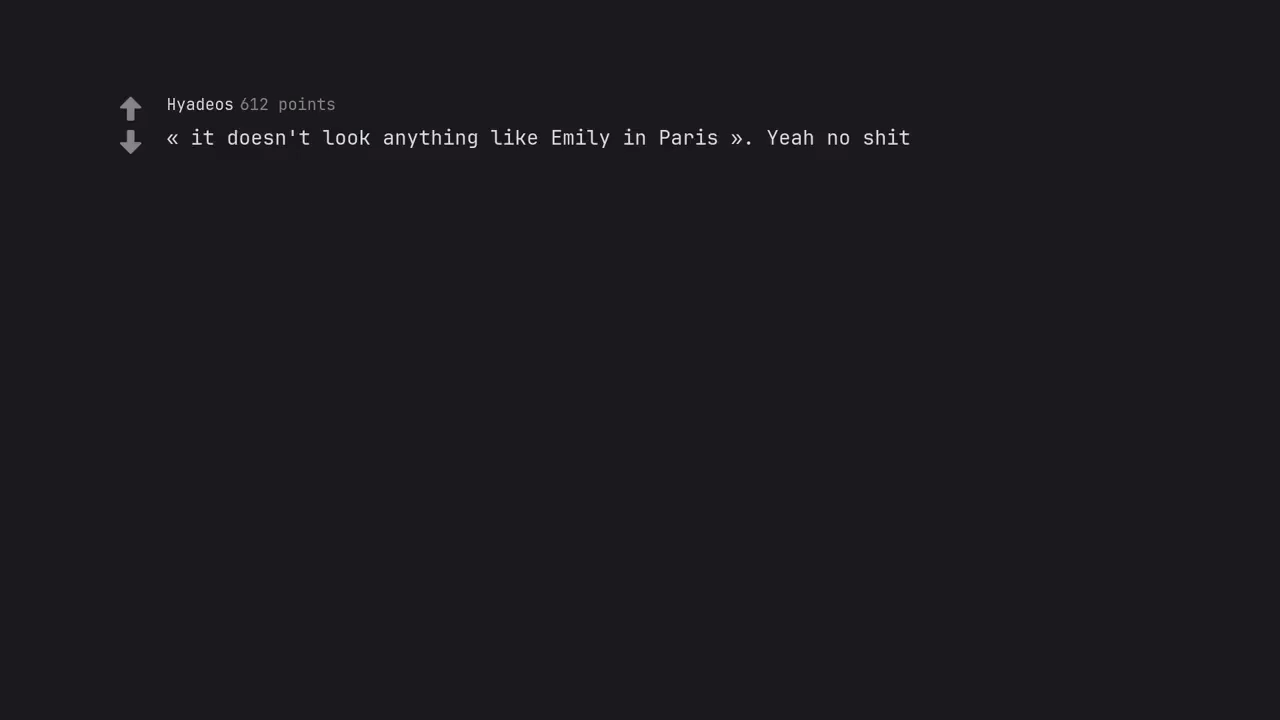 Hyadeos 612 points
« it doesn't look anything like Emily in Paris ». Yeah no shit